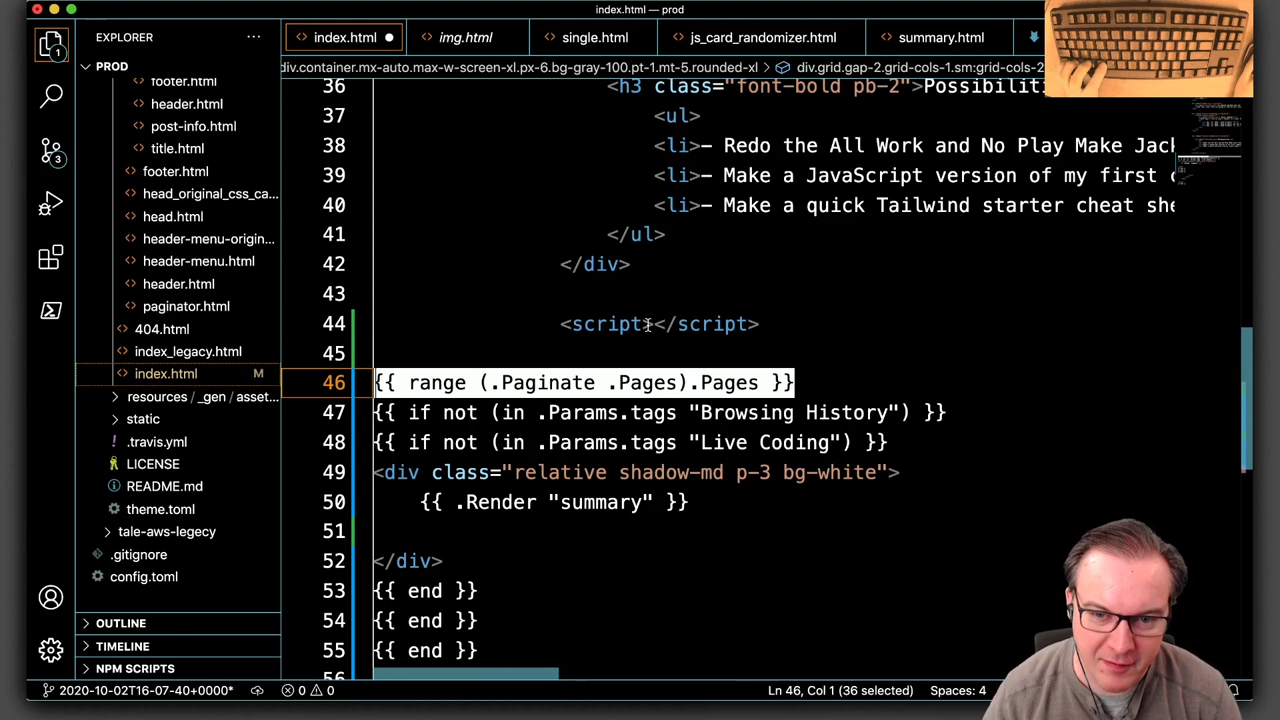 index.html — prod
EXPLORER
index.html
img.html
single.html
js_card_randomizer.html
summary.html
div.container.mx-auto.max-w-screen-xl.px-6.bg-gray-100.pt-1.mt-5.rounded-xl > div.grid.gap-2.grid-cols-1.sm:grid-cols-2
1
PROD
footer.html
header.html
post-info.html
title.html
footer.html
head_original_css_ca...
head.html
header-menu-origin...
header-menu.html
header.html
paginator.html
404.html
index_legacy.html
index.html M
resources / _gen / asset...
static
.travis.yml
LICENSE
README.md
theme.toml
tale-aws-legacy
.gitignore
config.toml
OUTLINE
TIMELINE
NPM SCRIPTS
3
36 <h3 class="font-bold pb-2">Possibiliti
37 <ul>
38 <li>– Redo the All Work and No Play Make Jack
39 <li>– Make a JavaScript version of my first
40 <li>– Make a quick Tailwind starter cheat she
41 </ul>
42 </div>
43
44 <script></script>
45
46 {{ range (.Paginate .Pages).Pages }}
47 {{ if not (in .Params.tags "Browsing History") }}
48 {{ if not (in .Params.tags "Live Coding") }}
49 <div class="relative shadow-md p-3 bg-white">
50 {{ .Render "summary" }}
51
52 </div>
53 {{ end }}
54 {{ end }}
55 {{ end }}
56
2020-10-02T16-07-40+0000* 0 0 Ln 46, Col 1 (36 selected) Spaces: 4